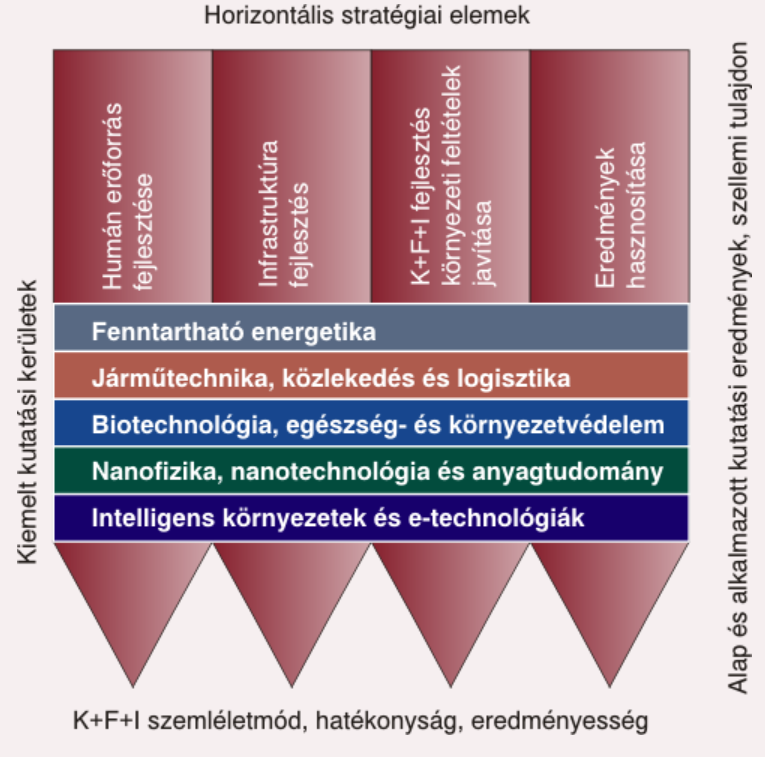 Horizontális stratégiai elemek
Humán erőforrás
fejlesztése
Infrastruktúra
fejlesztés
K+F+I fejlesztés
környezeti feltételek
javítása
Eredmények
hasznosítása
Kiemelt kutatási kerületek
Fenntartható energetika
Járműtechnika, közlekedés és logisztika
Biotechnológia, egészség- és környezetvédelem
Nanofizika, nanotechnológia és anyagtudomány
Intelligens környezetek és e-technológiák
Alap és alkalmazott kutatási eredmények, szellemi tulajdon
K+F+I szemléletmód, hatékonyság, eredményesség